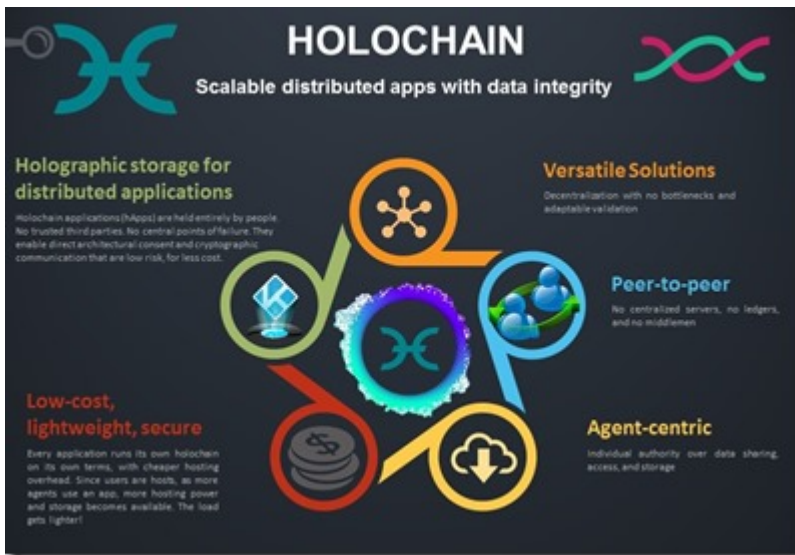 HOLOCHAIN
Scalable distributed apps with data integrity
Holographic storage for
distributed applications
Holochain applications(hApps) are held entirely by people.
No trusted third parties. No central points of failure. They
enable direct architectural consent and cryptographic
communication that are low risk, for less cost.
Versatile Solutions
Decentralization with no bottlenecks and
adaptable validation
Peer-to-peer
No centralized servers, no ledgers,
and no middlemen
Low-cost,
lightweight, secure
Every application runs its own holochain
on its own terms, with cheaper hosting
overhead. Since users are hosts, as more
agents use an app, more hosting power
and storage becomes available. The load
gets lighter!
Agent-centric
Individual authority over data sharing,
access, and storage